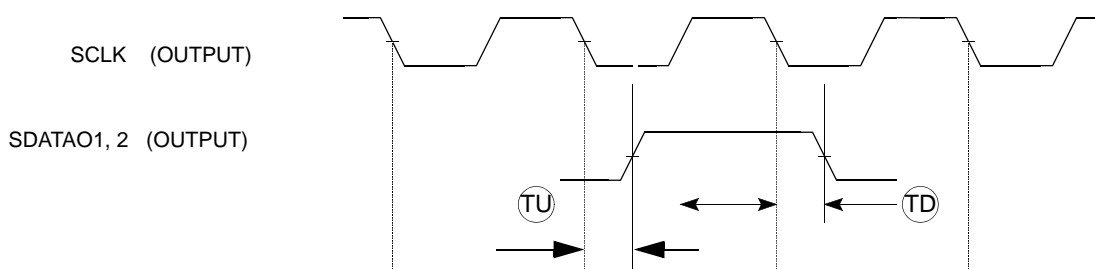 SCLK (OUTPUT)
SDATAO1, 2 (OUTPUT)
TU
TD